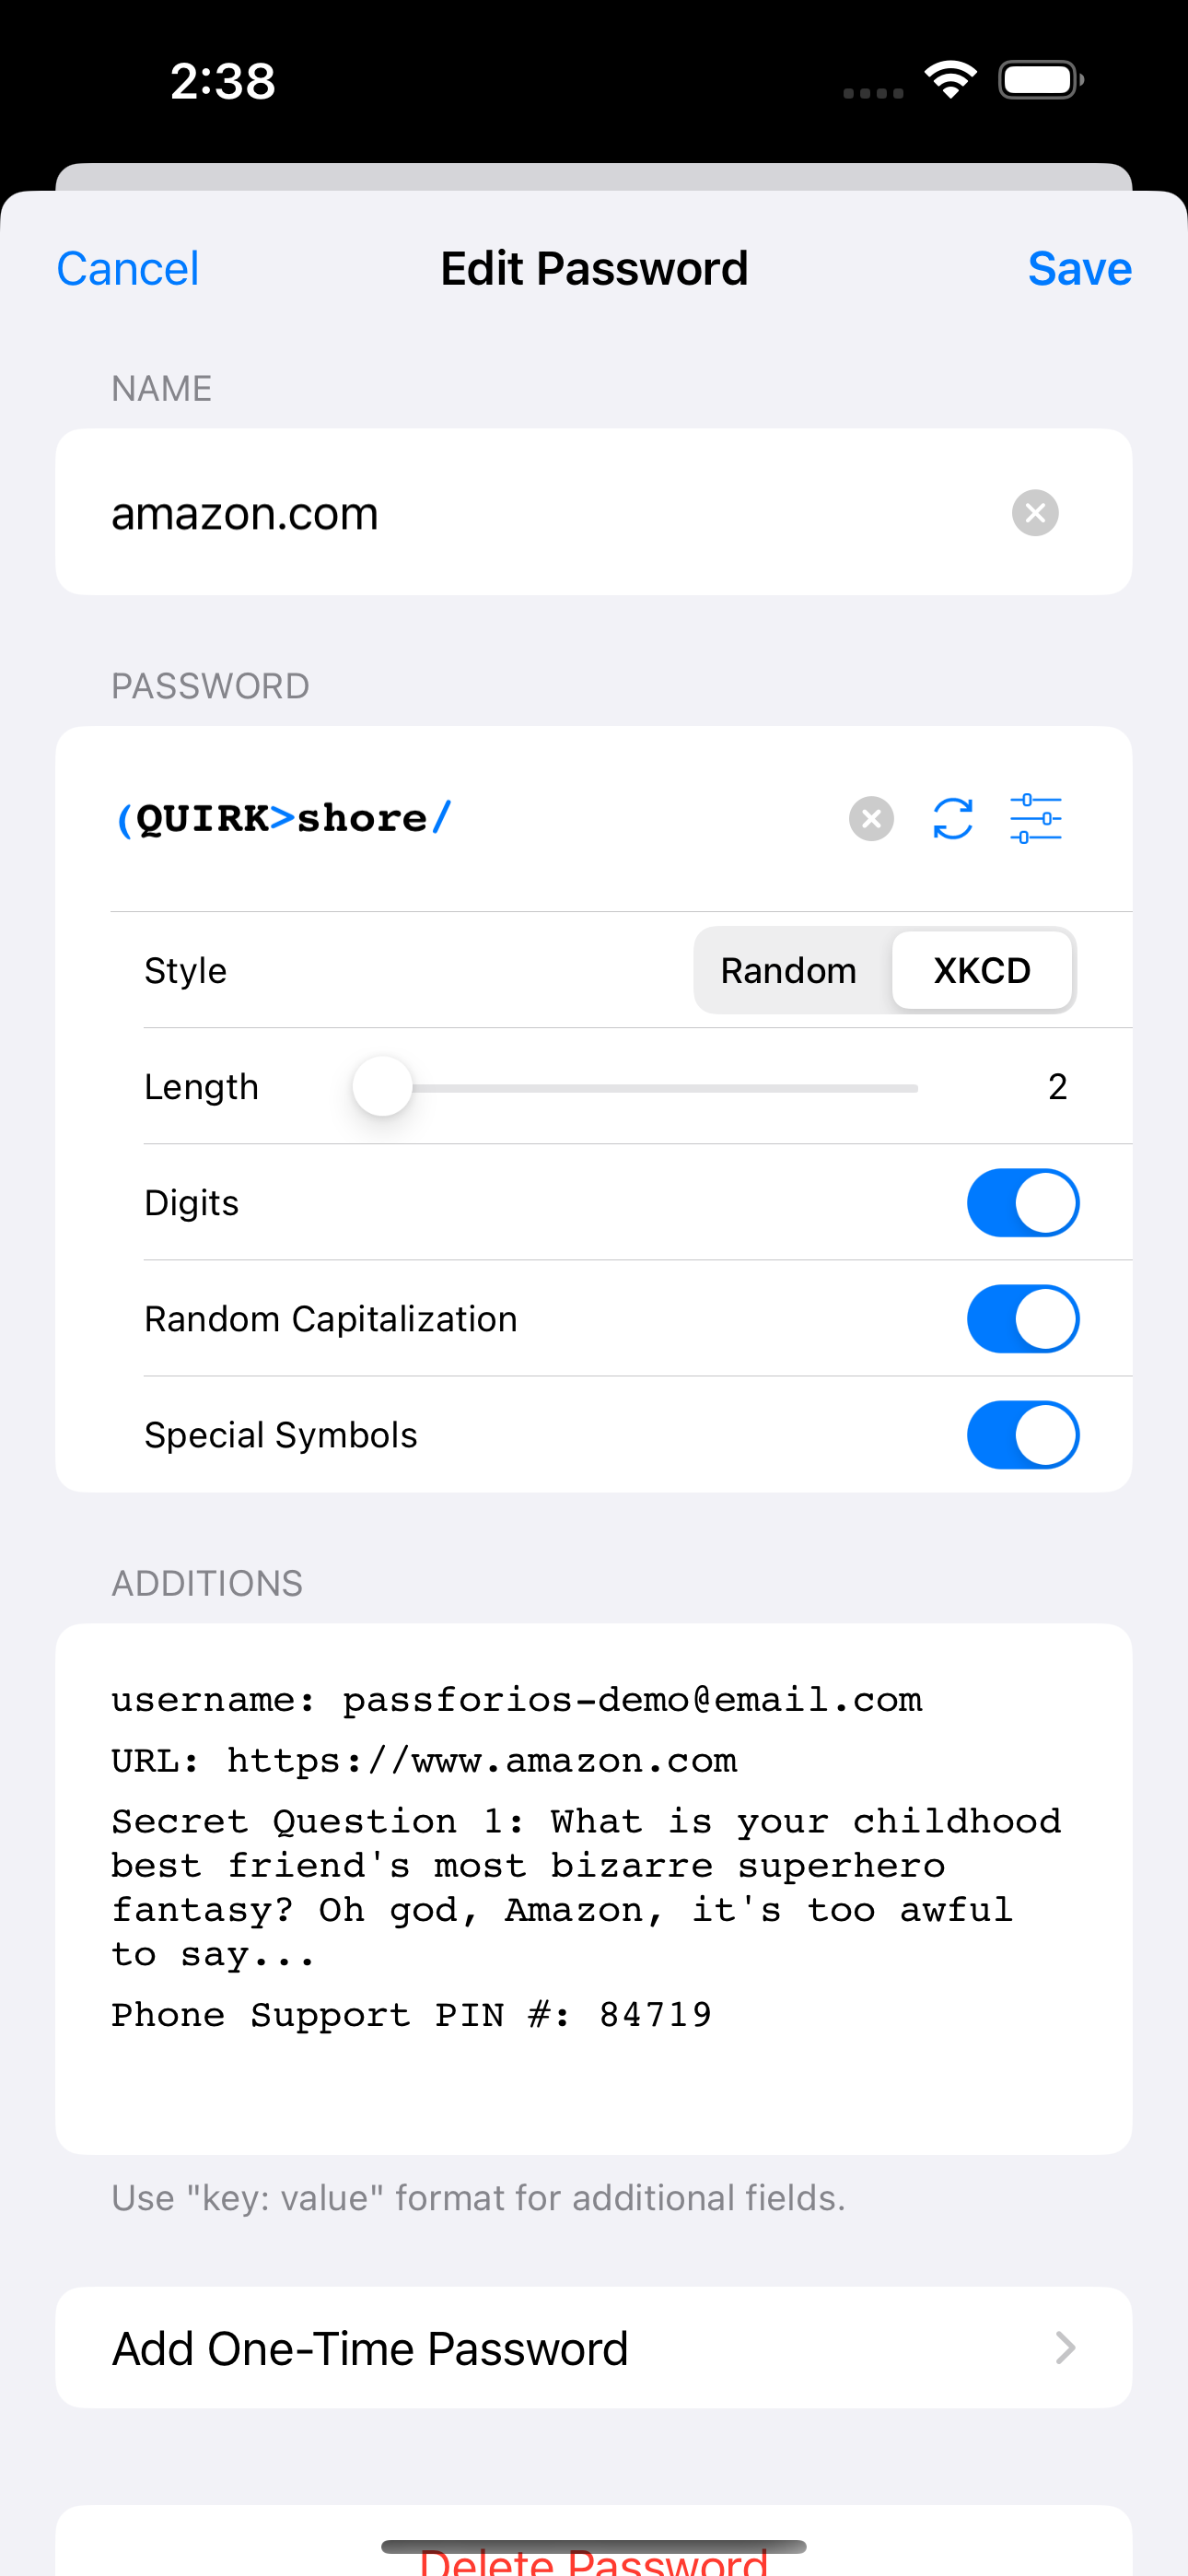 2:38
Cancel Edit Password Save
NAME
amazon.com
PASSWORD
(QUIRK>shore/
Style Random XKCD
Length 2
Digits
Random Capitalization
Special Symbols
ADDITIONS
username: passforios-demo@email.com
URL: https://www.amazon.com
Secret Question 1: What is your childhood
best friend's most bizarre superhero
fantasy? Oh god, Amazon, it's too awful
to say...
Phone Support PIN #: 84719
Use "key: value" format for additional fields.
Add One-Time Password
Delete Password